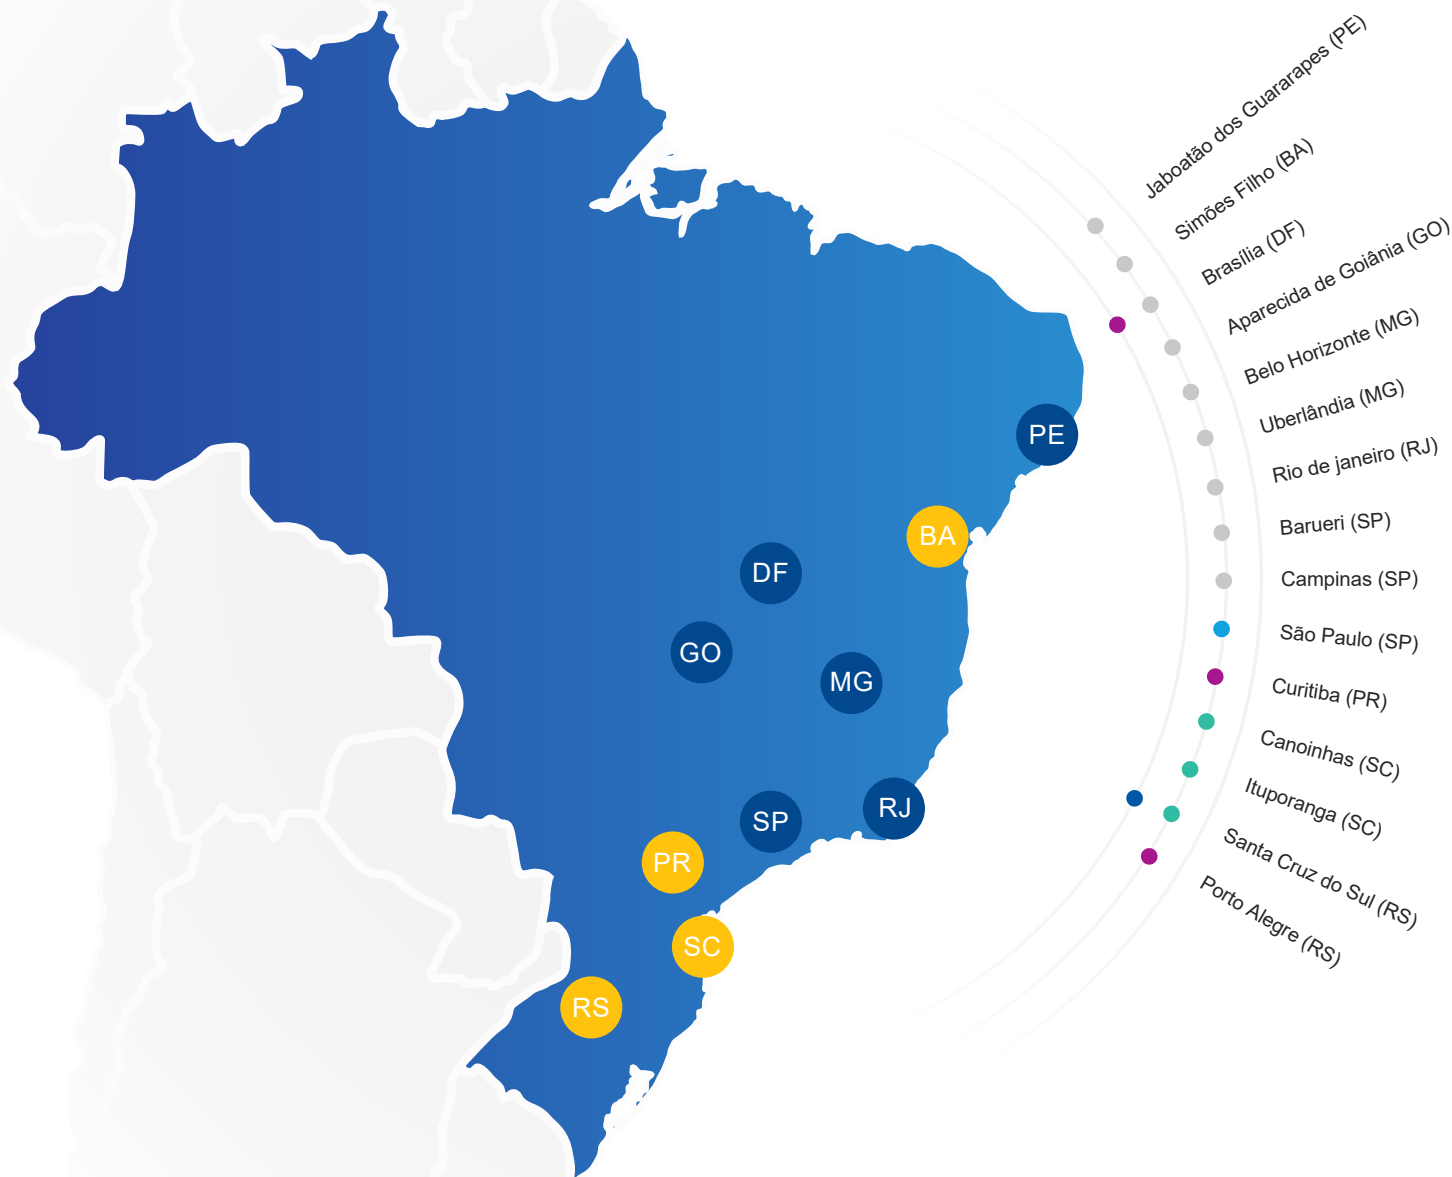 Jaboatão dos Guararapes (PE)
Simões Filho (BA)
Brasília (DF)
Aparecida de Goiânia (GO)
Belo Horizonte (MG)
Uberlândia (MG)
Rio de janeiro (RJ)
Barueri (SP)
Campinas (SP)
São Paulo (SP)
Curitiba (PR)
Canoinhas (SC)
Ituporanga (SC)
Santa Cruz do Sul (RS)
Porto Alegre (RS)
PE
BA
DF
GO
MG
RJ
SP
PR
SC
RS